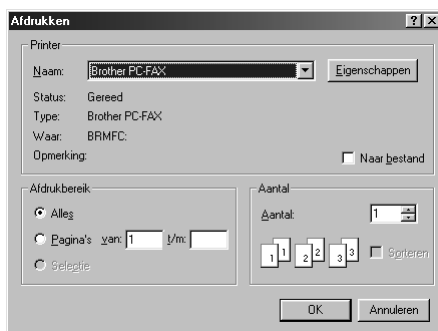 Afdrukken
Printer
Naam: Brother PC-FAX Eigenschappen
Status: Gereed
Type: Brother PC-FAX
Waar: BRMFC:
Opmerking: Naar bestand
Afdrukbereik
Alles
Pagina's van: 1 t/m:
Selectie
Aantal
Aantal: 1
1 1 2 2 3 3 Sorteren
OK Annuleren